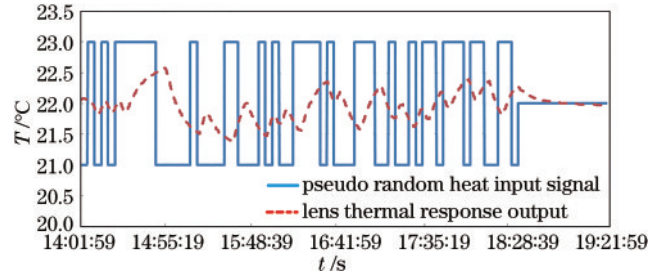 23.5
23.0
22.5
22.0
21.5
21.0
20.5
20.0
T/°C
pseudo random heat input signal
lens thermal response output
14:01:59 14:55:19 15:48:39 16:41:59 17:35:19 18:28:39 19:21:59
t/s